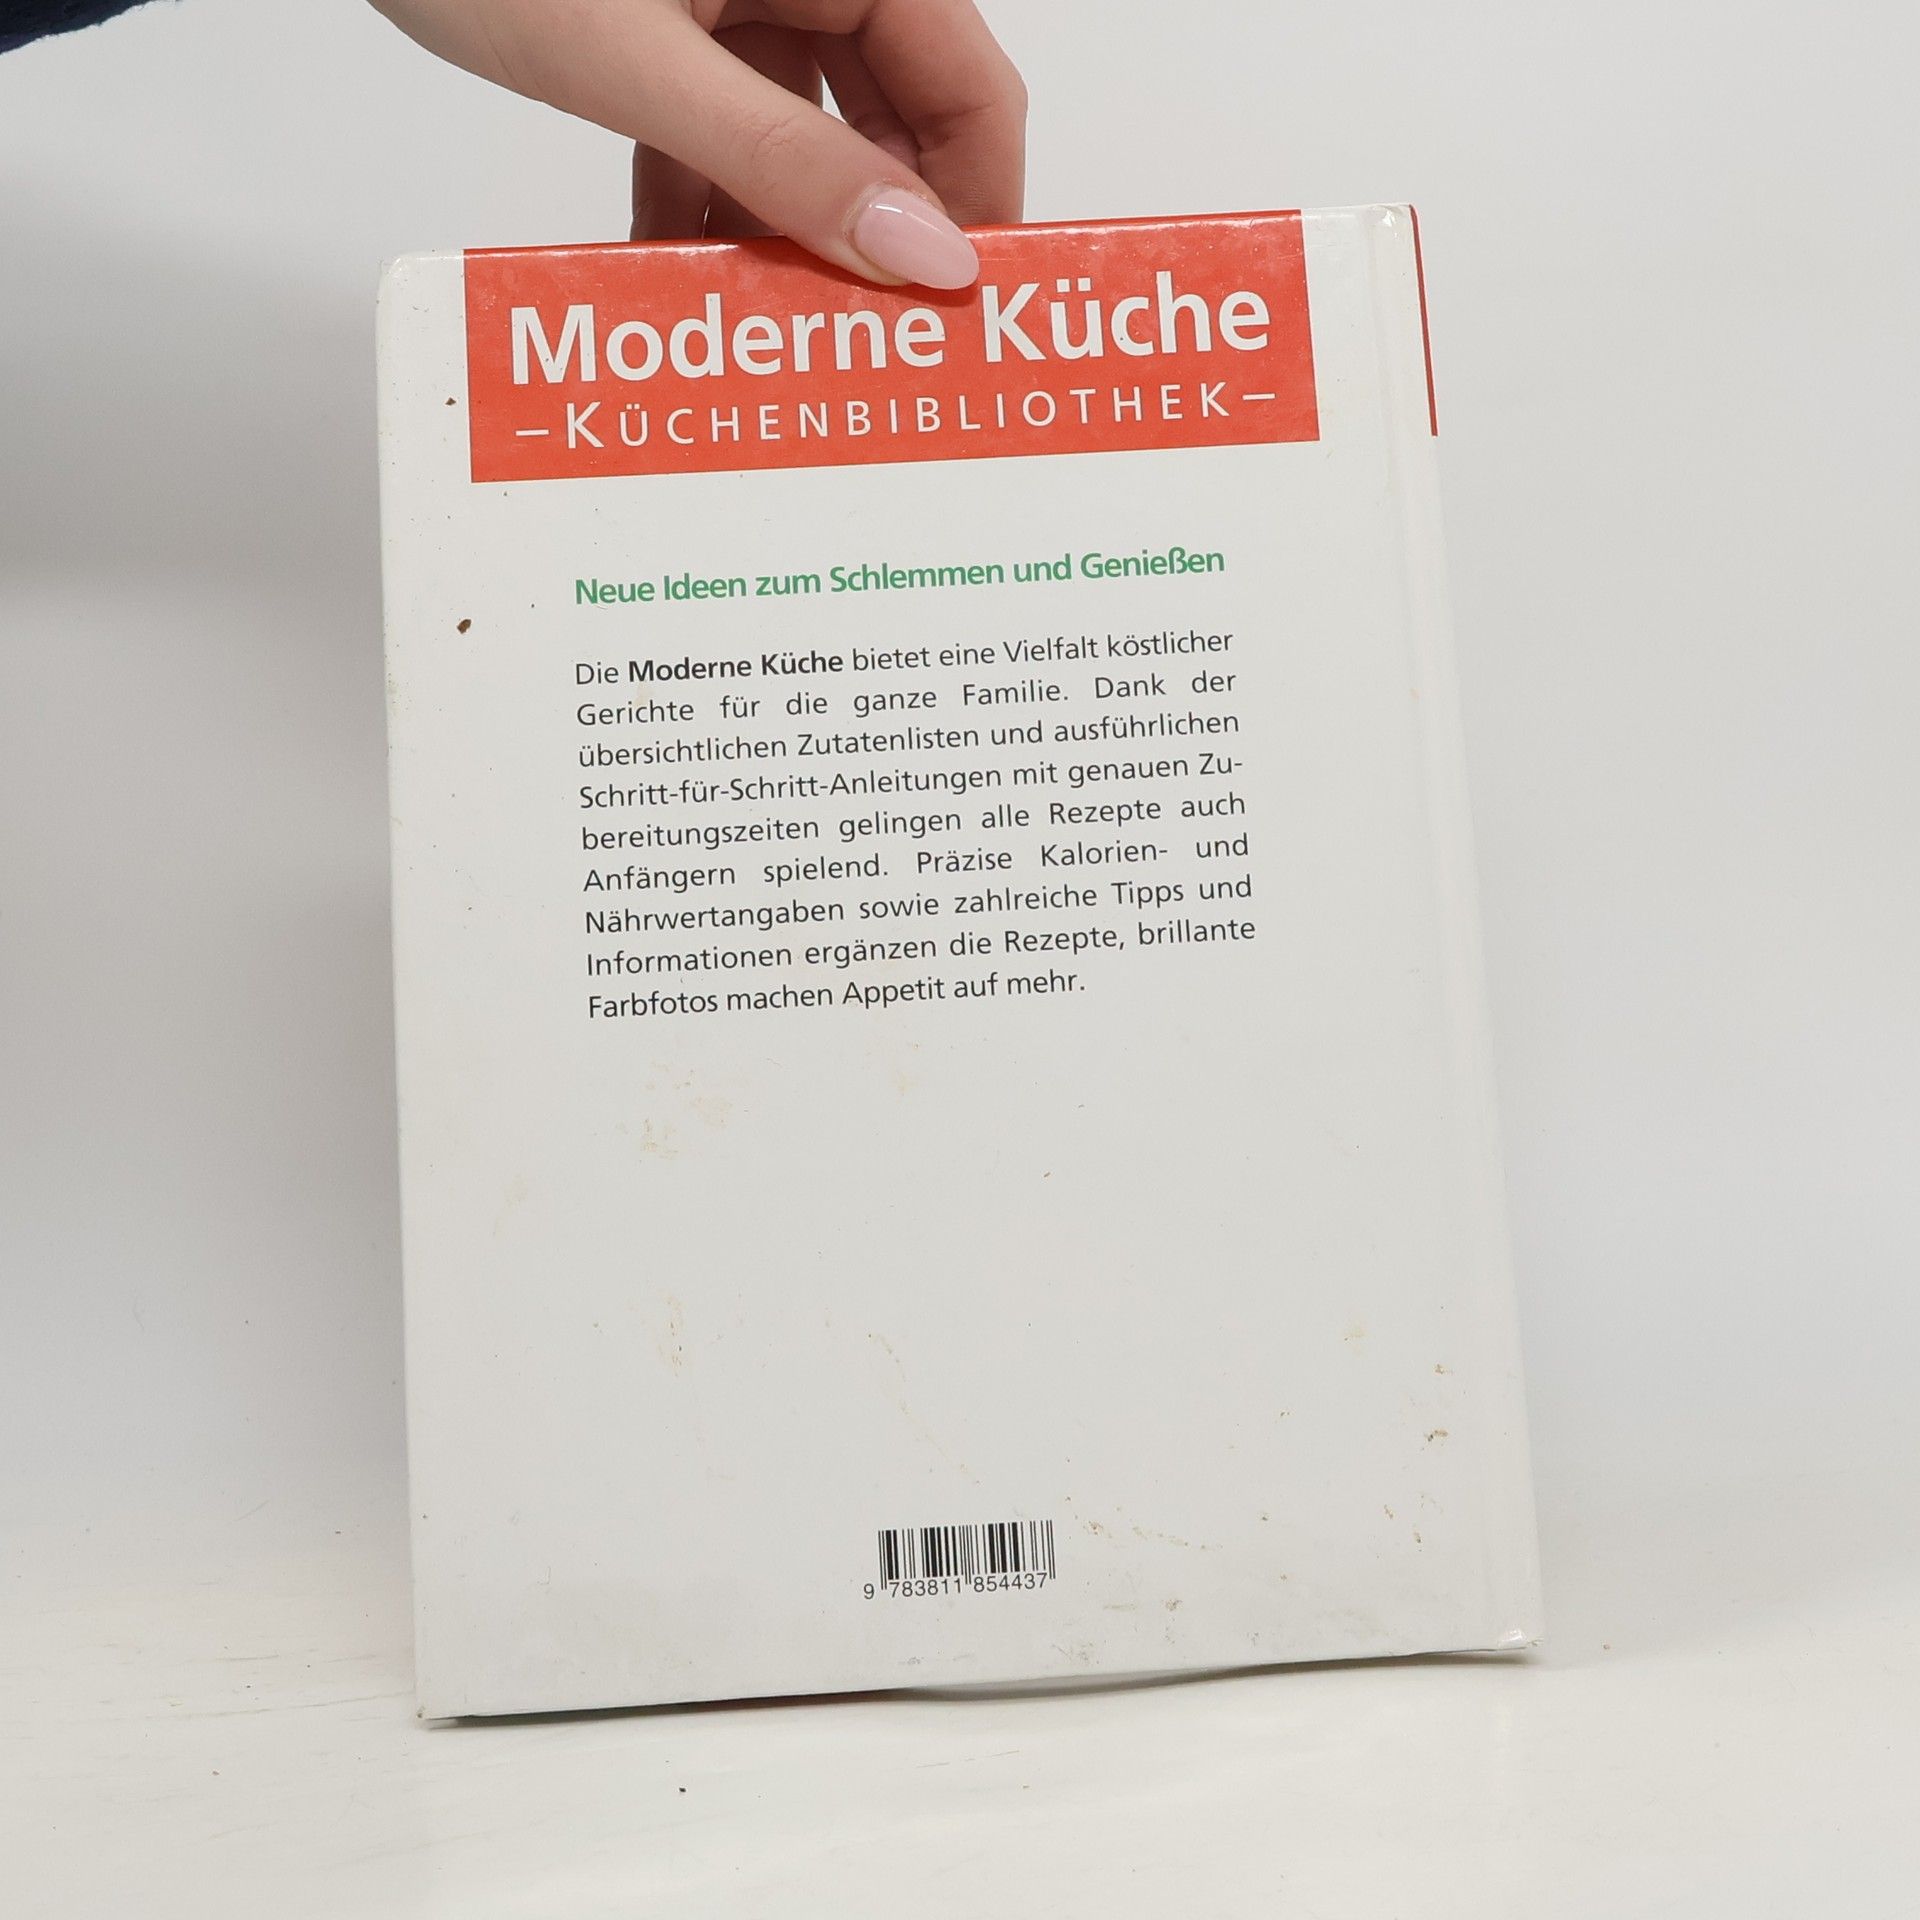 Moderne Küche
– KÜCHENBIBLIOTHEK –
Neue Ideen zum Schlemmen und Genießen
Die Moderne Küche bietet eine Vielfalt köstlicher
Gerichte für die ganze Familie. Dank der
übersichtlichen Zutatenlisten und ausführlichen
Schritt-für-Schritt-Anleitungen mit genauen Zu-
bereitungszeiten gelingen alle Rezepte auch
Anfängern spielend. Präzise Kalorien- und
Nährwertangaben sowie zahlreiche Tipps und
Informationen ergänzen die Rezepte, brillante
Farbfotos machen Appetit auf mehr.
9 783811 854437